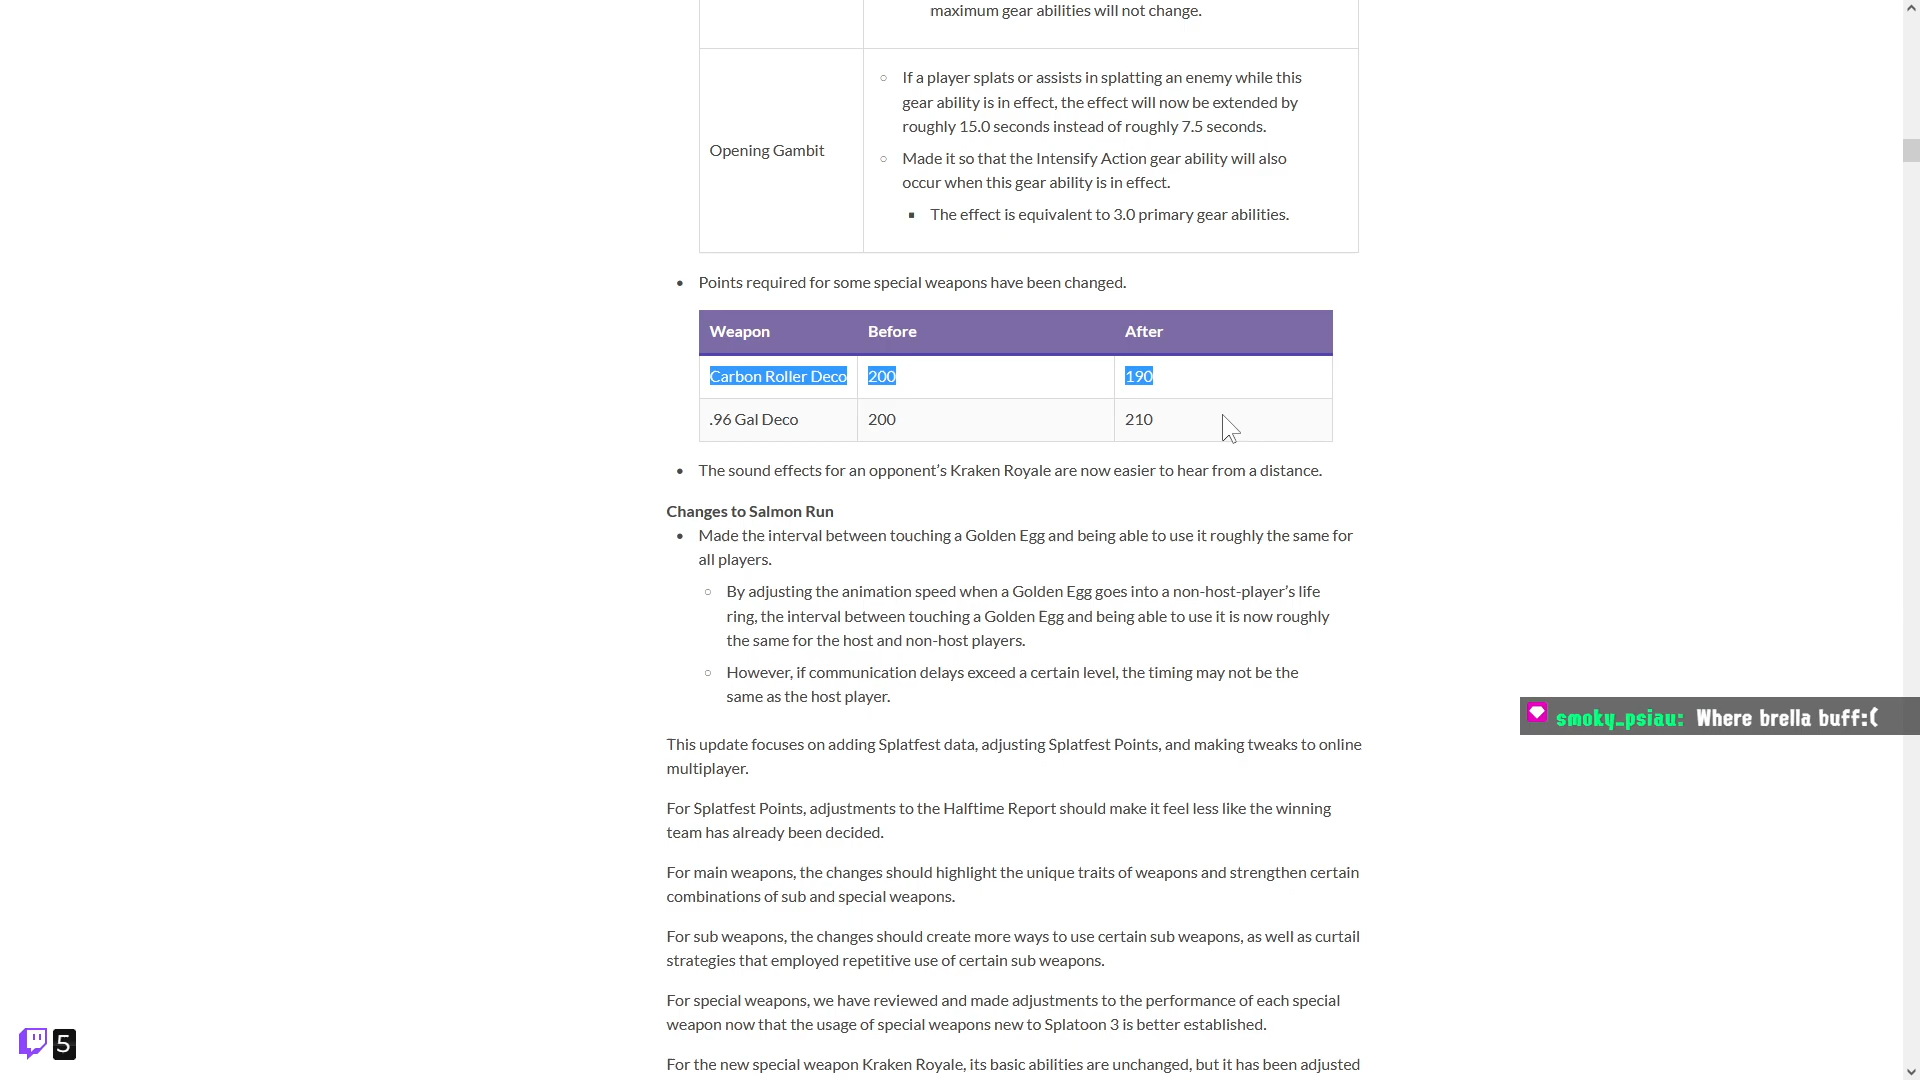 maximum gear abilities will not change.
Opening Gambit
If a player splats or assists in splatting an enemy while this
gear ability is in effect, the effect will now be extended by
roughly 15.0 seconds instead of roughly 7.5 seconds.
Made it so that the Intensify Action gear ability will also
occur when this gear ability is in effect.
The effect is equivalent to 3.0 primary gear abilities.
Points required for some special weapons have been changed.
Weapon Before After
Carbon Roller Deco 200 190
.96 Gal Deco 200 210
The sound effects for an opponent’s Kraken Royale are now easier to hear from a distance.
Changes to Salmon Run
Made the interval between touching a Golden Egg and being able to use it roughly the same for
all players.
By adjusting the animation speed when a Golden Egg goes into a non-host-player’s life
ring, the interval between touching a Golden Egg and being able to use it is now roughly
the same for the host and non-host players.
However, if communication delays exceed a certain level, the timing may not be the
same as the host player.
smoky_psiau: Where brella buff:(
This update focuses on adding Splatfest data, adjusting Splatfest Points, and making tweaks to online
multiplayer.
For Splatfest Points, adjustments to the Halftime Report should make it feel less like the winning
team has already been decided.
For main weapons, the changes should highlight the unique traits of weapons and strengthen certain
combinations of sub and special weapons.
For sub weapons, the changes should create more ways to use certain sub weapons, as well as curtail
strategies that employed repetitive use of certain sub weapons.
For special weapons, we have reviewed and made adjustments to the performance of each special
weapon now that the usage of special weapons new to Splatoon 3 is better established.
For the new special weapon Kraken Royale, its basic abilities are unchanged, but it has been adjusted
5